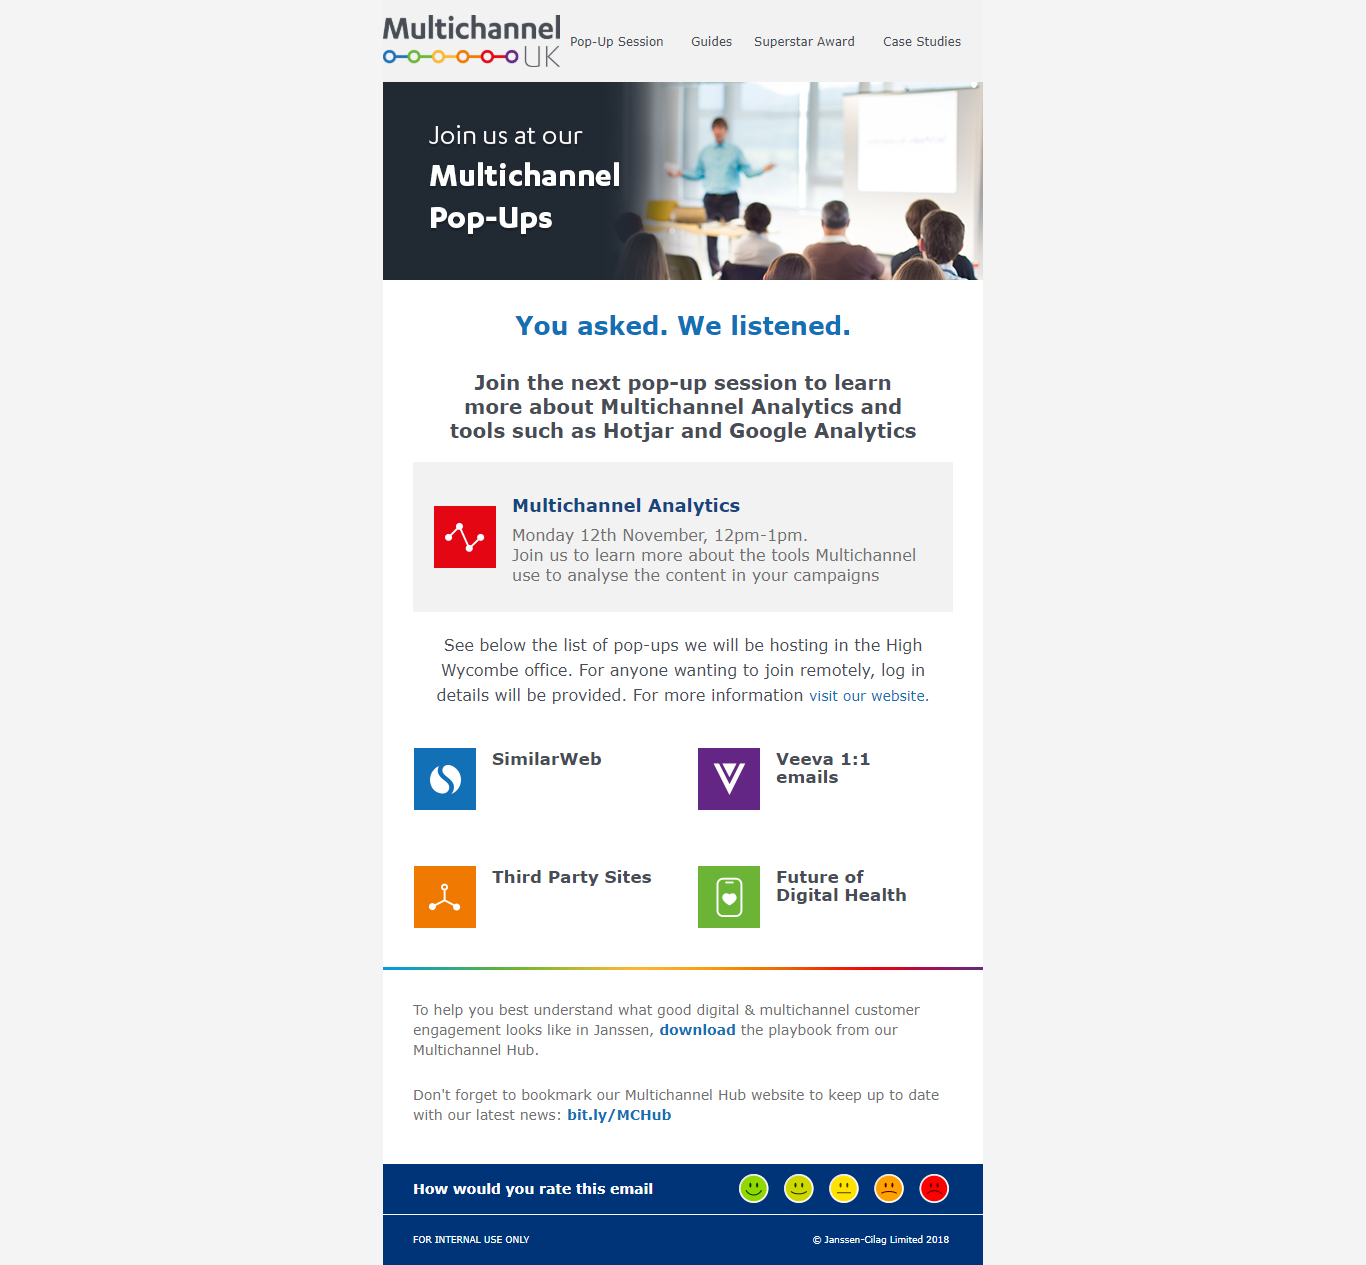 Multichannel
UK
Pop-Up Session Guides Superstar Award Case Studies
Join us at our
Multichannel
Pop-Ups
You asked. We listened.
Join the next pop-up session to learn
more about Multichannel Analytics and
tools such as Hotjar and Google Analytics
Multichannel Analytics
Monday 12th November, 12pm-1pm.
Join us to learn more about the tools Multichannel
use to analyse the content in your campaigns
See below the list of pop-ups we will be hosting in the High
Wycombe office. For anyone wanting to join remotely, log in
details will be provided. For more information visit our website.
SimilarWeb
Veeva 1:1
emails
Third Party Sites
Future of
Digital Health
To help you best understand what good digital & multichannel customer
engagement looks like in Janssen, download the playbook from our
Multichannel Hub.
Don't forget to bookmark our Multichannel Hub website to keep up to date
with our latest news: bit.ly/MCHub
How would you rate this email
FOR INTERNAL USE ONLY
© Janssen-Cilag Limited 2018